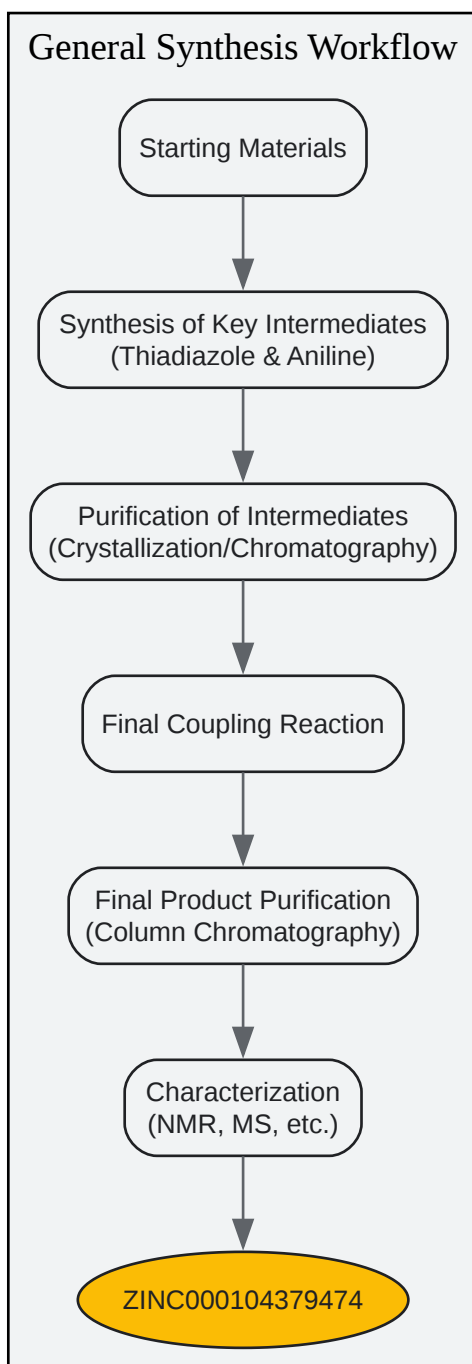 General Synthesis Workflow
Starting Materials
Synthesis of Key Intermediates
(Thiadiazole & Aniline)
Purification of Intermediates
(Crystallization/Chromatography)
Final Coupling Reaction
Final Product Purification
(Column Chromatography)
Characterization
(NMR, MS, etc.)
ZINC000104379474